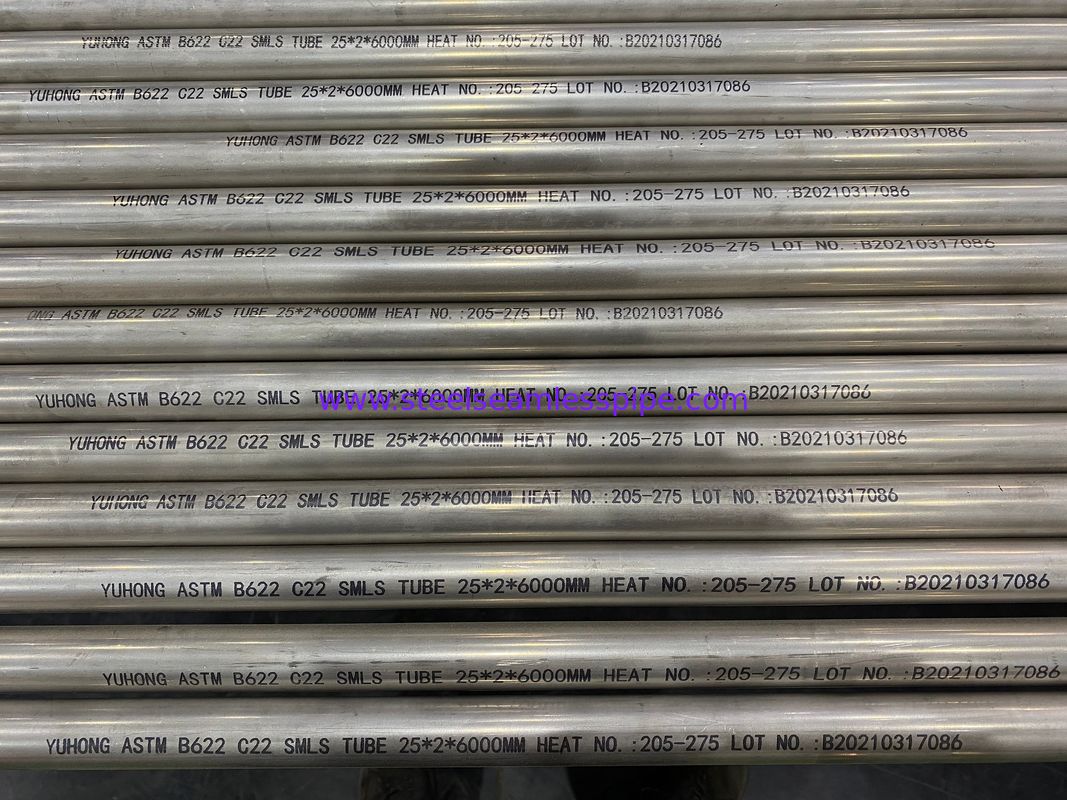 YUHONG ASTM B622 C22 SMLS TUBE 25*2*6000MM HEAT NO.:205-275 LOT NO.:B20210317086
YUHONG ASTM B622 C22 SMLS TUBE 25*2*6000MM HEAT NO.:205-275 LOT NO.:B20210317086
YUHONG ASTM B622 C22 SMLS TUBE 25*2*6000MM HEAT NO.:205-275 LOT NO.:B20210317086
YUHONG ASTM B622 C22 SMLS TUBE 25*2*6000MM HEAT NO.:205-275 LOT NO.:B20210317086
YUHONG ASTM B622 C22 SMLS TUBE 25*2*6000MM HEAT NO.:205-275 LOT NO.:B20210317086
ONG ASTM B622 C22 SMLS TUBE 25*2*6000MM HEAT NO.:205-275 LOT NO.:B20210317086
YUHONG ASTM B622 C22 SMLS TUBE 25*2*6000MM HEAT NO.:205-275 LOT NO.:B20210317086
www.steelseamlesspipe.com
YUHONG ASTM B622 C22 SMLS TUBE 25*2*6000MM HEAT NO.:205-275 LOT NO.:B20210317086
YUHONG ASTM B622 C22 SMLS TUBE 25*2*6000MM HEAT NO.:205-275 LOT NO.:B20210317086
YUHONG ASTM B622 C22 SMLS TUBE 25*2*6000MM HEAT NO.:205-275 LOT NO.:B20210317086
YUHONG ASTM B622 C22 SMLS TUBE 25*2*6000MM HEAT NO.:205-275 LOT NO.:B20210317086
YUHONG ASTM B622 C22 SMLS TUBE 25*2*6000MM HEAT NO.:205-275 LOT NO.:B20210317086